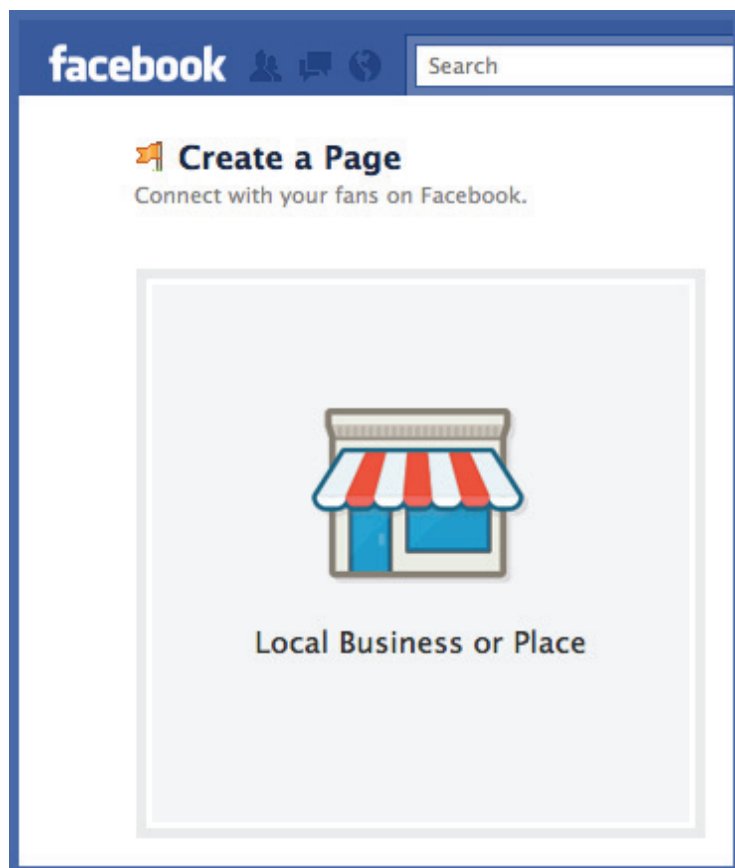 facebook Search
Create a Page
Connect with your fans on Facebook.
Local Business or Place